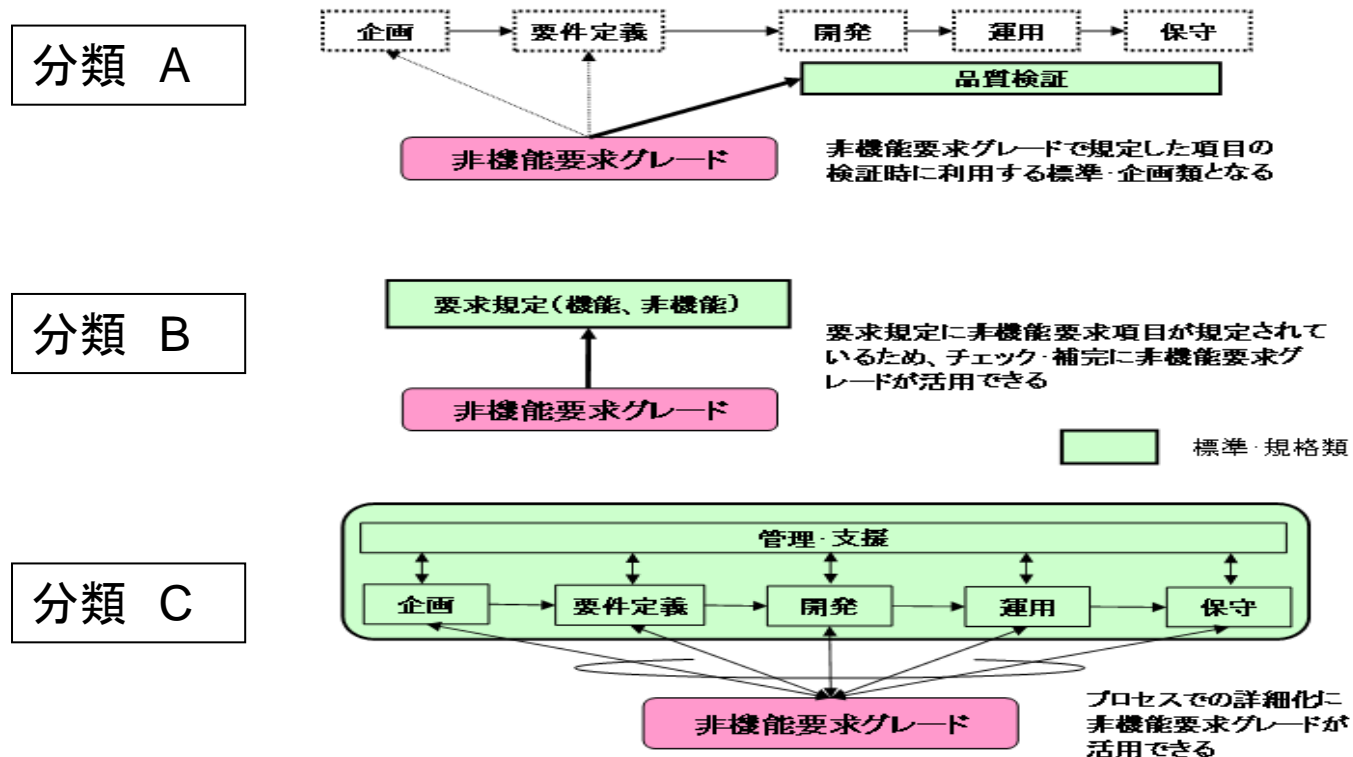 分類 A
企画
要件定義
開発
運用
保守
品質検証
非機能要求グレード
非機能要求グレードで規定した項目の
検証時に利用する標準·企画類となる
分類 B
要求規定(機能、非機能)
非機能要求グレード
要求規定に非機能要求項目が規定されて
いるため、チェック·補完に非機能要求グ
レードが活用できる
標準·規格類
分類 C
管理·支援
企画
要件定義
開発
運用
保守
非機能要求グレード
プロセスでの詳細化に
非機能要求グレードが
活用できる